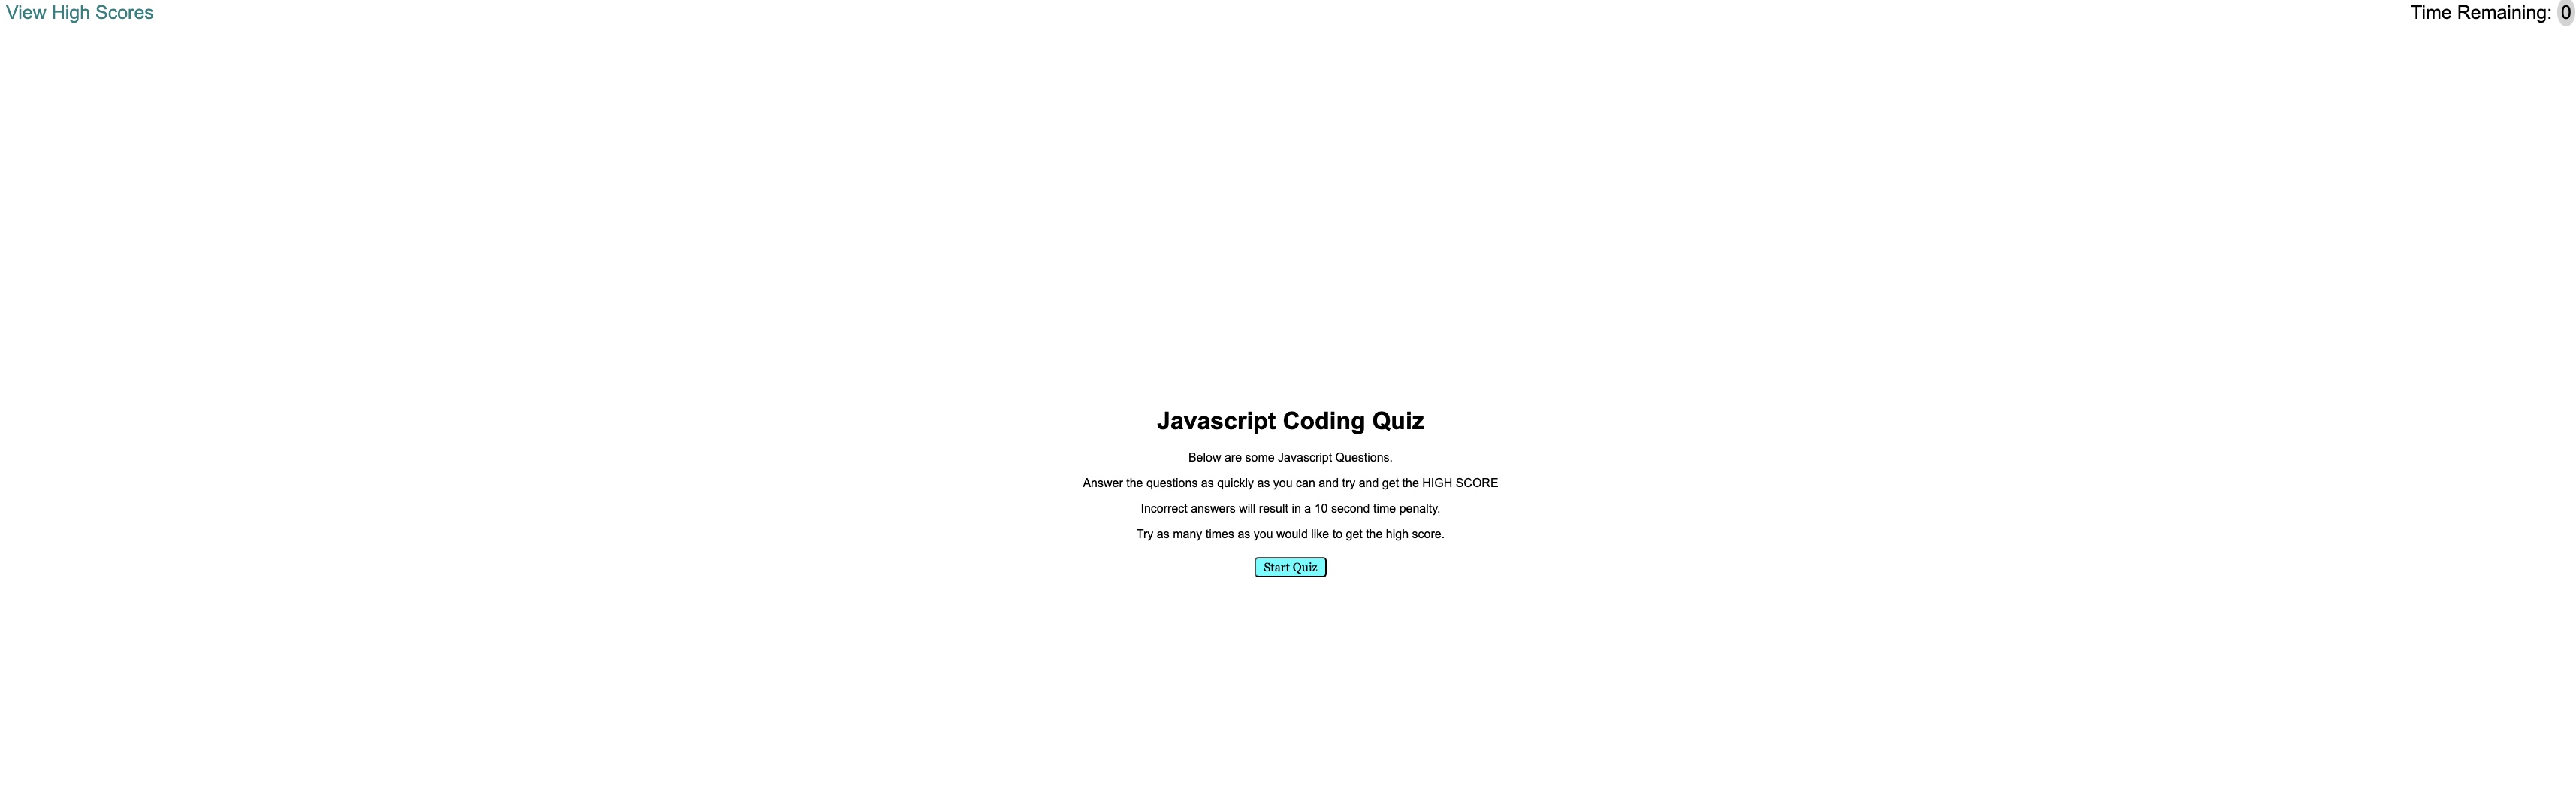 View High Scores
Time Remaining: 0
Javascript Coding Quiz
Below are some Javascript Questions.
Answer the questions as quickly as you can and try and get the HIGH SCORE
Incorrect answers will result in a 10 second time penalty.
Try as many times as you would like to get the high score.
Start Quiz